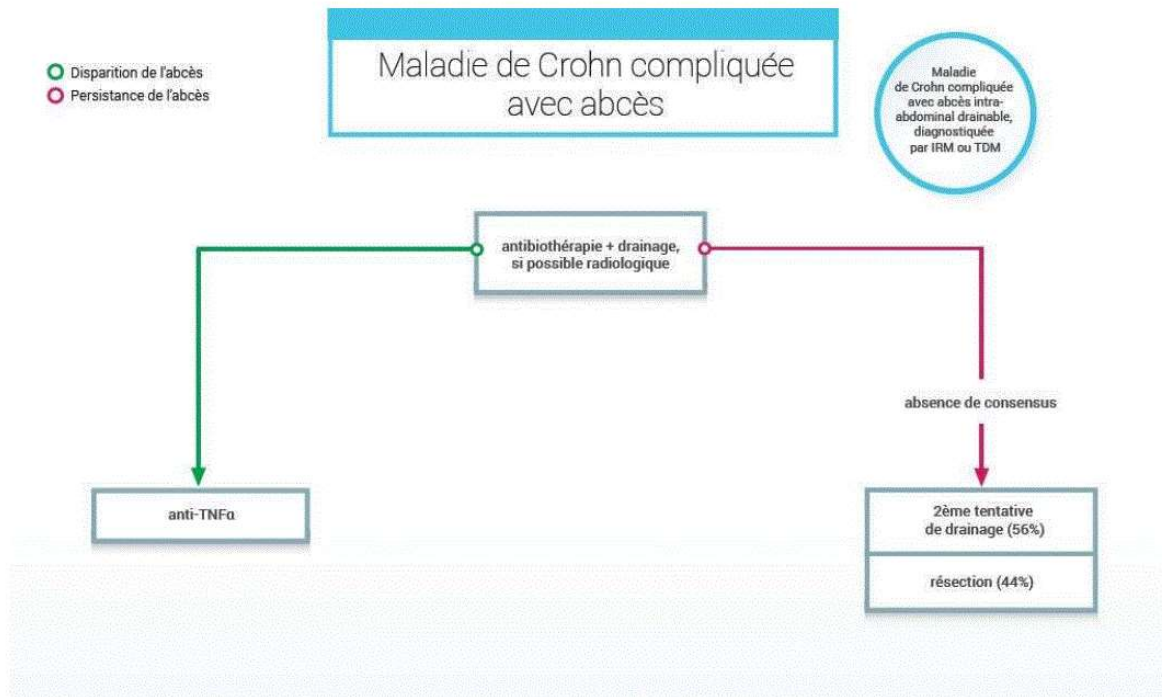 Disparition de l'abcès
Persistance de l'abcès
Maladie de Crohn compliquée
avec abcès
Maladie
de Crohn compliquée
avec abcès intra-
abdominal drainable,
diagnostiquée
par IRM ou TDM
antibiothérapie + drainage,
si possible radiologique
absence de consensus
anti-TNFα
2ème tentative
de drainage (56%)
résection (44%)